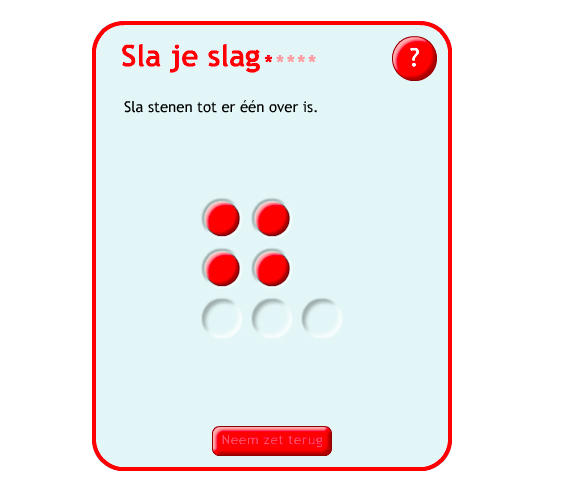 Sla je slag *****
?
Sla stenen tot er één over is.
Neem zet terug